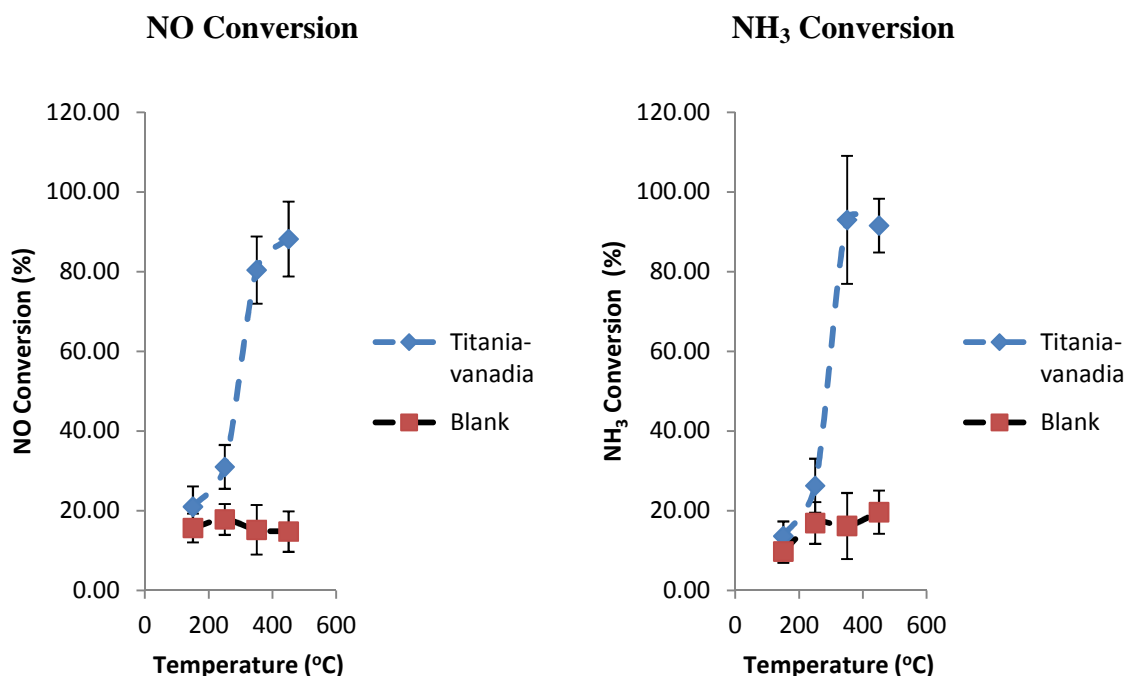 NO Conversion
120.00
100.00
80.00
60.00
40.00
20.00
0.00
0 200 400 600
NO Conversion (%)
Temperature (°C)
Titania-
vanadia
Blank
NH₃ Conversion
120.00
100.00
80.00
60.00
40.00
20.00
0.00
0 200 400 600
NH₃ Conversion (%)
Temperature (°C)
Titania-
vanadia
Blank